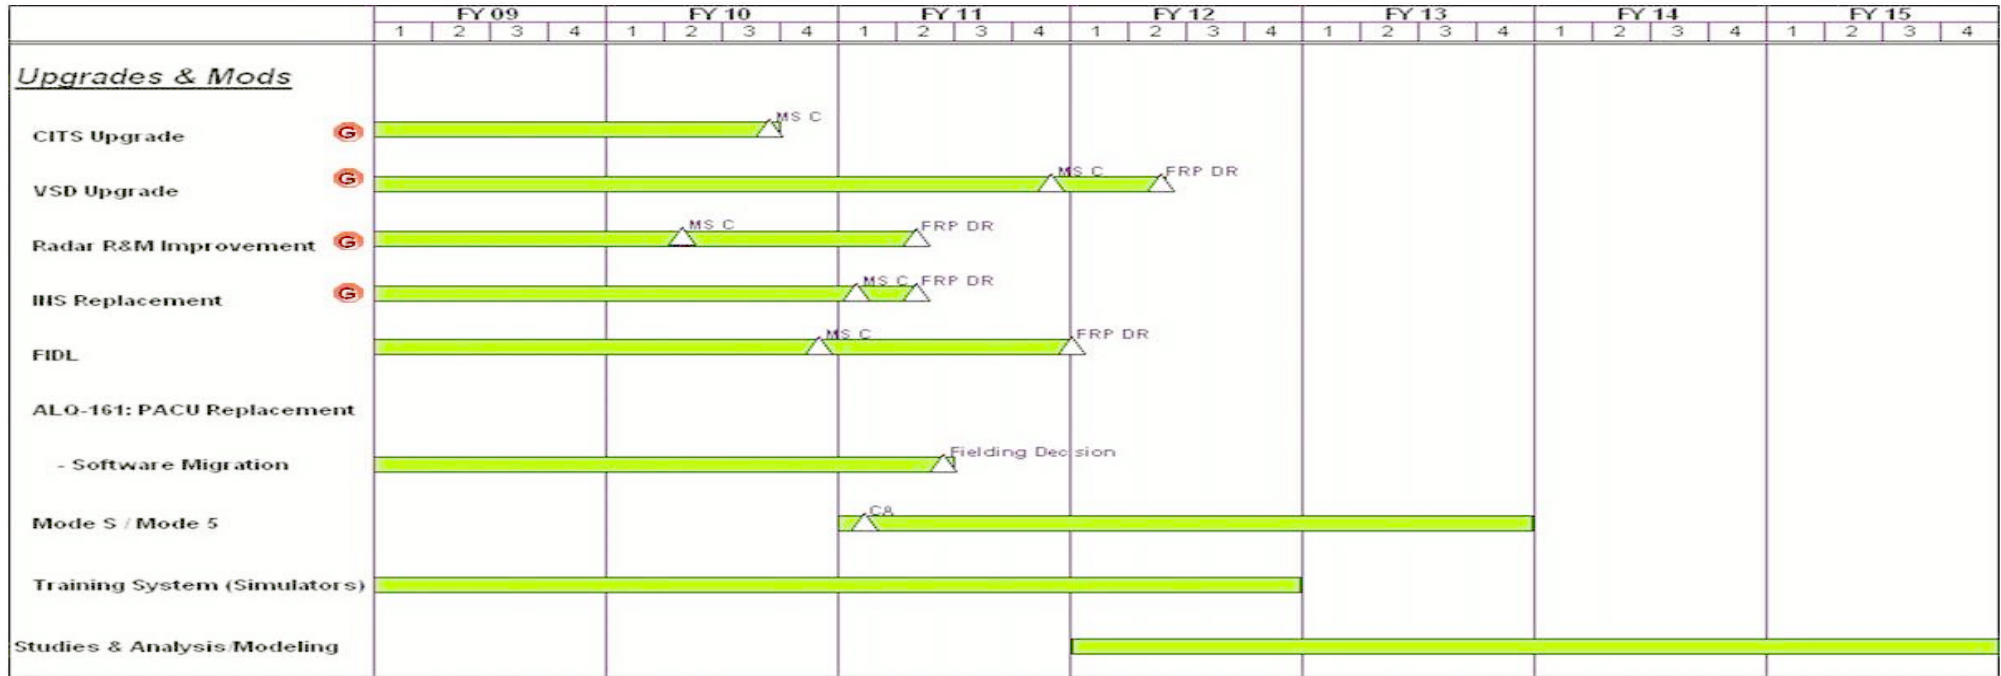 FY 09 FY 10 FY 11 FY 12 FY 13 FY 14 FY 15
1 2 3 4 1 2 3 4 1 2 3 4 1 2 3 4 1 2 3 4 1 2 3 4 1 2 3 4
Upgrades & Mods
CITS Upgrade G MS C
VSD Upgrade G MS C FRP DR
Radar R&M Improvement G MS C FRP DR
INS Replacement G MS C FRP DR
FIDL MS C FRP DR
ALQ-161: PACU Replacement
- Software Migration Fielding Decision
Mode S / Mode 5 CA
Training System (Simulators)
Studies & Analysis/Modeling